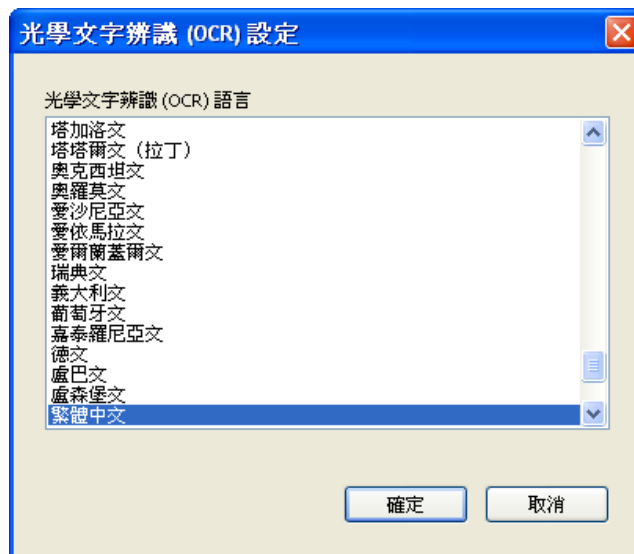 光學文字辨識 (OCR) 設定
光學文字辨識 (OCR) 語言
塔加洛文
塔塔爾文（拉丁）
奧克西坦文
奧羅莫文
愛沙尼亞文
愛依馬拉文
愛爾蘭蓋爾文
瑞典文
義大利文
葡萄牙文
嘉泰羅尼亞文
德文
盧巴文
盧森堡文
繁體中文
確定
取消